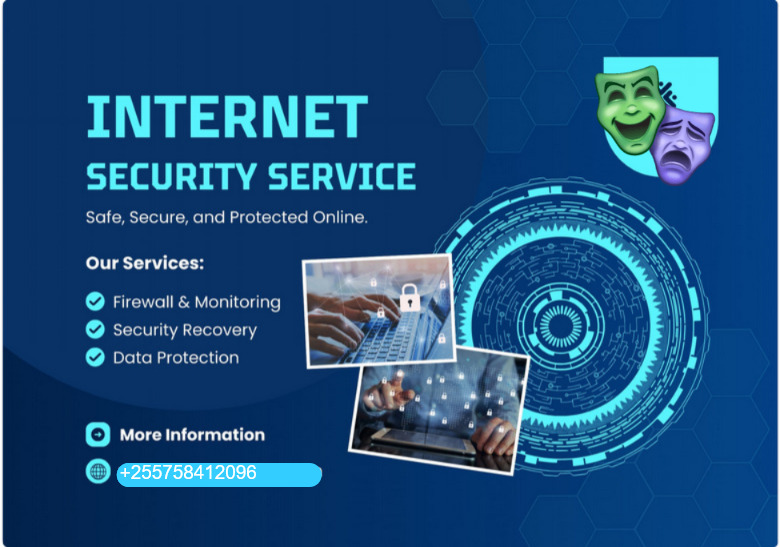 INTERNET
SECURITY SERVICE
Safe, Secure, and Protected Online.
Our Services:
Firewall & Monitoring
Security Recovery
Data Protection
More Information
+255758412096